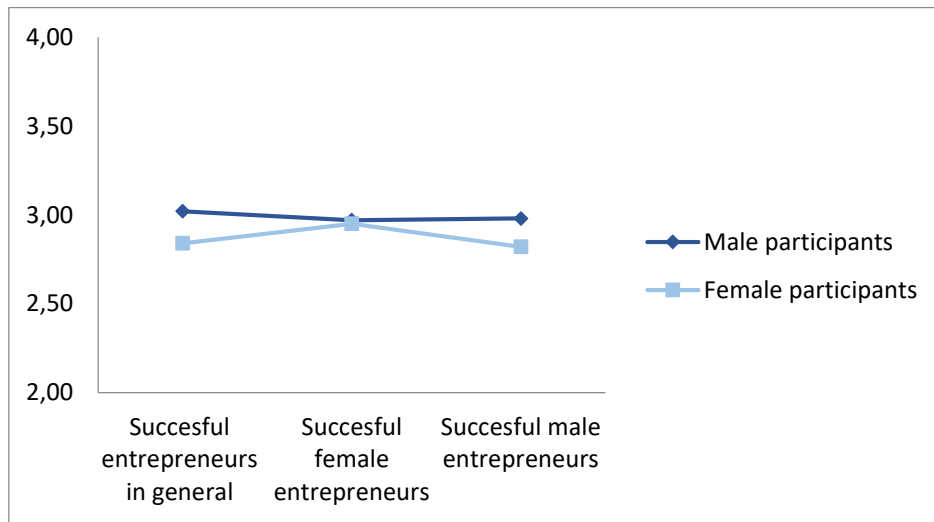 4,00
3,50
3,00
2,50
2,00
Succesful
entrepreneurs
in general
Succesful
female
entrepreneurs
Succesful male
entrepreneurs
Male participants
Female participants